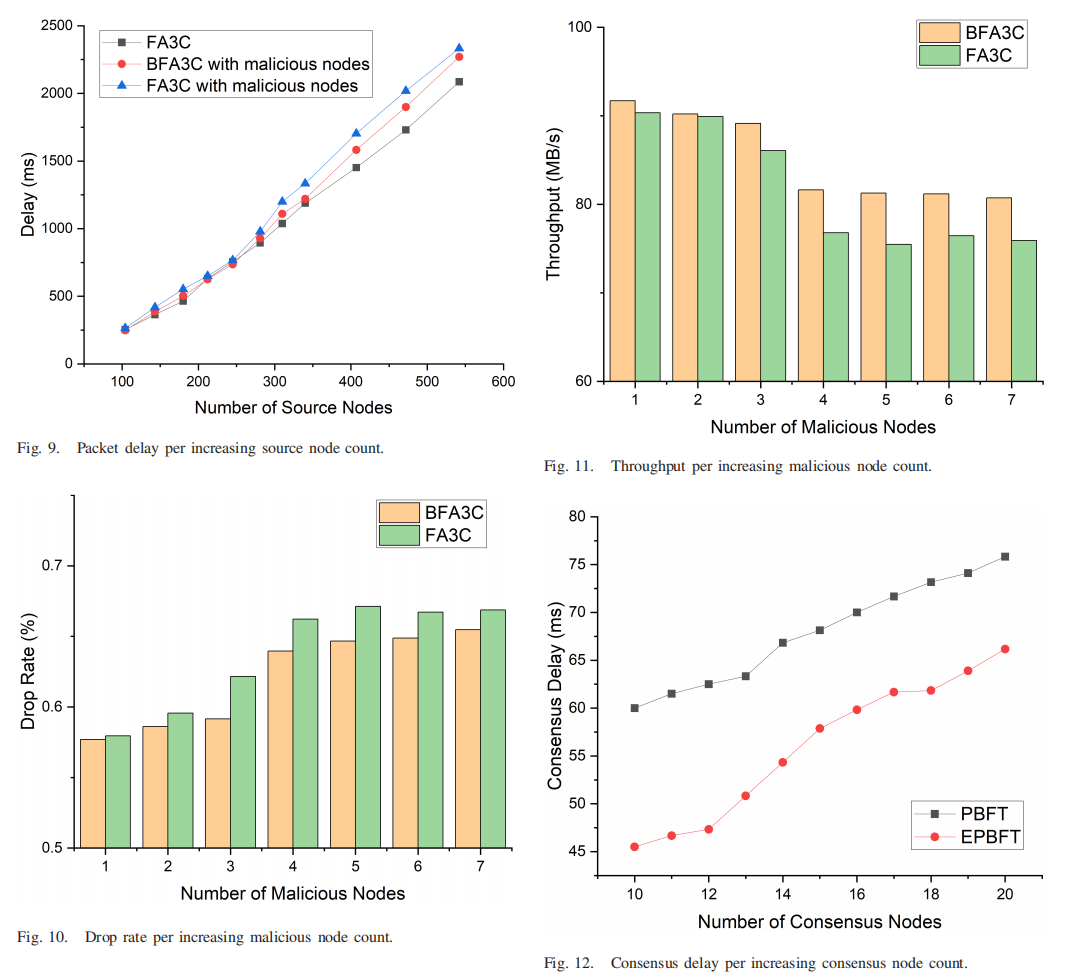 2500
2000
1500
1000
500
0
Delay (ms)
FA3C
BFA3C with malicious nodes
FA3C with malicious nodes
100 200 300 400 500 600
Number of Source Nodes
Fig. 9. Packet delay per increasing source node count.
0.7
0.6
0.5
Drop Rate (%)
BFA3C
FA3C
1 2 3 4 5 6 7
Number of Malicious Nodes
Fig. 10. Drop rate per increasing malicious node count.
100
80
60
Throughput (MB/s)
BFA3C
FA3C
1 2 3 4 5 6 7
Number of Malicious Nodes
Fig. 11. Throughput per increasing malicious node count.
80
75
70
65
60
55
50
45
Consensus Delay (ms)
PBFT
EPBFT
10 12 14 16 18 20
Number of Consensus Nodes
Fig. 12. Consensus delay per increasing consensus node count.